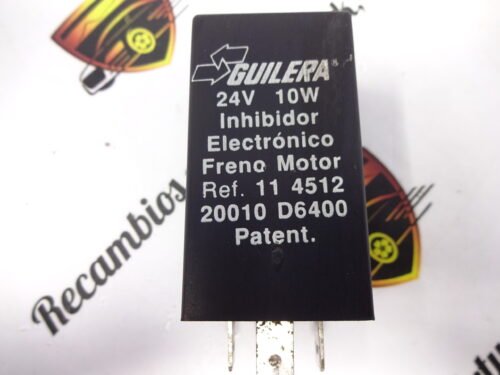 GUILERA®
24V 10W
Inhibidor
Electrónico
Freno Motor
Ref. 11 4512
20010 D6400
Patent.
Recambios